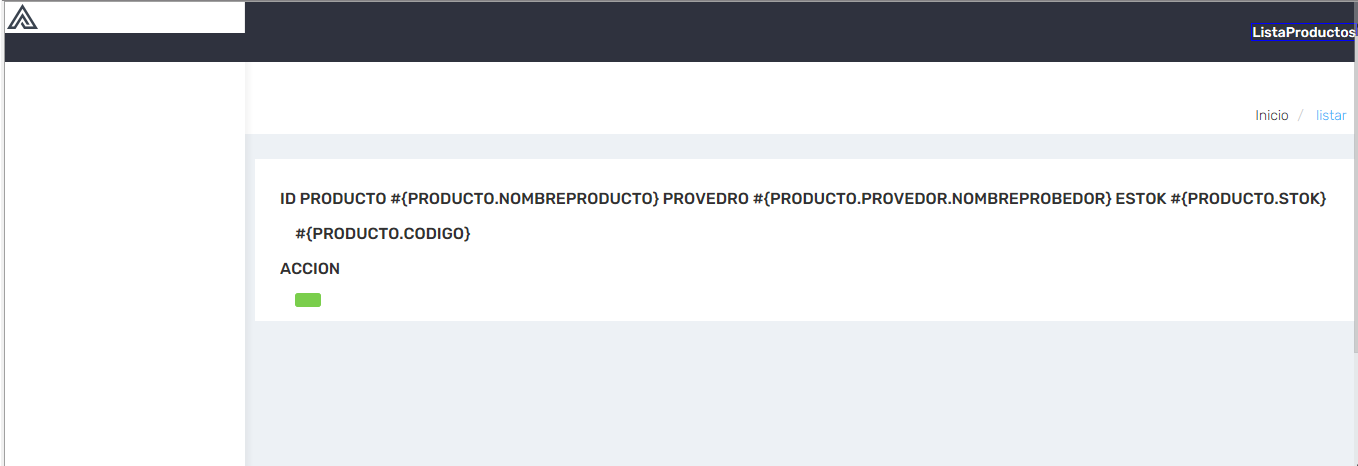 ListaProductos
Inicio / listar
ID PRODUCTO #{PRODUCTO.NOMBREPRODUCTO} PROVEDRO #{PRODUCTO.PROVEDOR.NOMBREPROBEDOR} ESTOK #{PRODUCTO.STOK}
#{PRODUCTO.CODIGO}
ACCION